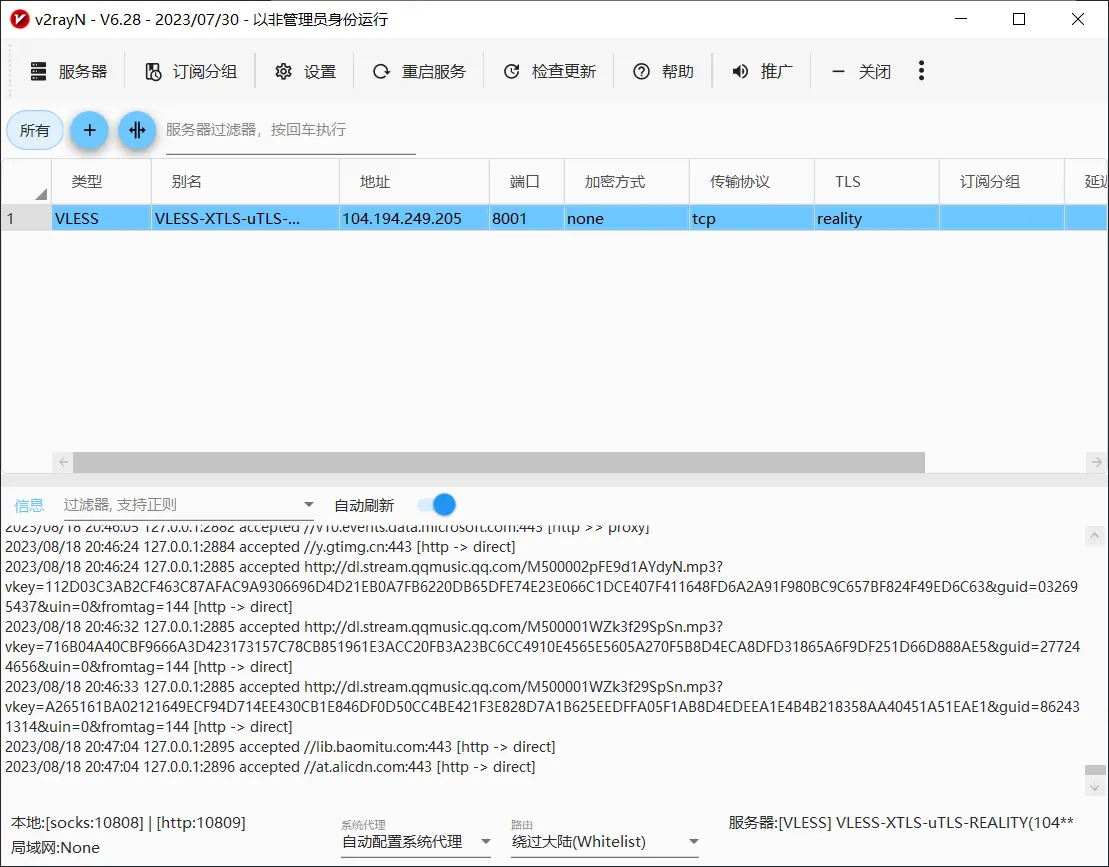 v2rayN - V6.28 - 2023/07/30 - 以非管理员身份运行
服务器 订阅分组 设置 重启服务 检查更新 帮助 推广 关闭
所有 服务器过滤器，按回车执行
类型 别名 地址 端口 加密方式 传输协议 TLS 订阅分组 延迟
1 VLESS VLESS-XTLS-uTLS-... 104.194.249.205 8001 none tcp reality
信息 过滤器, 支持正则 自动刷新
2023/08/18 20:46:05 127.0.0.1:2882 accepted //v10.events.data.microsoft.com:443 [http >> proxy]
2023/08/18 20:46:24 127.0.0.1:2884 accepted //y.gtimg.cn:443 [http -> direct]
2023/08/18 20:46:24 127.0.0.1:2885 accepted http://dl.stream.qqmusic.qq.com/M500002pFE9d1AYdyN.mp3?
vkey=112D03C3AB2CF463C87AFAC9A9306696D4D21EB0A7FB6220DB65DFE74E23E066C1DCE407F411648FD6A2A91F980BC9C657BF824F49ED6C63&guid=03269
5437&uin=0&fromtag=144 [http -> direct]
2023/08/18 20:46:32 127.0.0.1:2885 accepted http://dl.stream.qqmusic.qq.com/M500001WZk3f29SpSn.mp3?
vkey=716B04A40CBF9666A3D423173157C78CB851961E3ACC20FB3A23BC6CC4910E4565E5605A270F5B8D4ECA8DFD31865A6F9DF251D66D888AE5&guid=27724
4656&uin=0&fromtag=144 [http -> direct]
2023/08/18 20:46:33 127.0.0.1:2885 accepted http://dl.stream.qqmusic.qq.com/M500001WZk3f29SpSn.mp3?
vkey=A265161BA02121649ECF94D714EE430CB1E846DF0D50CC4BE421F3E828D7A1B625EEDFFA05F1AB8D4EDEEA1E4B4B218358AA40451A51EAE1&guid=86243
1314&uin=0&fromtag=144 [http -> direct]
2023/08/18 20:47:04 127.0.0.1:2895 accepted //lib.baomitu.com:443 [http -> direct]
2023/08/18 20:47:04 127.0.0.1:2896 accepted //at.alicdn.com:443 [http -> direct]
本地:[socks:10808] | [http:10809]
局域网:None
系统代理
自动配置系统代理
路由
绕过大陆(Whitelist)
服务器:[VLESS] VLESS-XTLS-uTLS-REALITY(104**